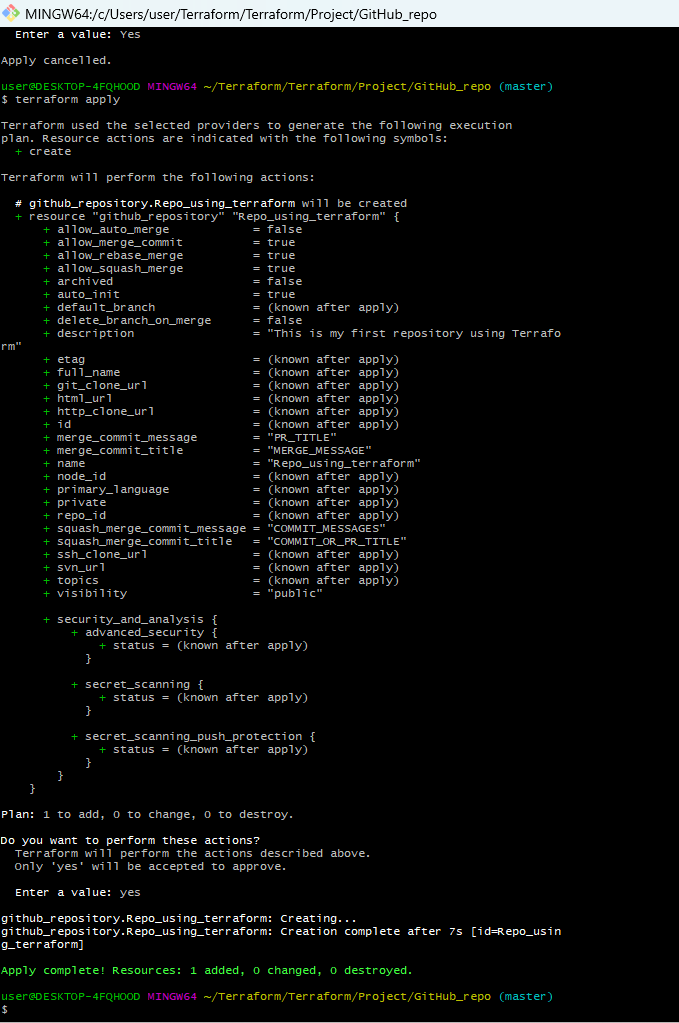 MINGW64:/c/Users/user/Terraform/Terraform/Project/GitHub_repo
Enter a value: Yes
Apply cancelled.
user@DESKTOP-4FQHOOD MINGW64 ~/Terraform/Terraform/Project/GitHub_repo (master)
$ terraform apply
Terraform used the selected providers to generate the following execution
plan. Resource actions are indicated with the following symbols:
+ create
Terraform will perform the following actions:
# github_repository.Repo_using_terraform will be created
+ resource "github_repository" "Repo_using_terraform" {
+ allow_auto_merge = false
+ allow_merge_commit = true
+ allow_rebase_merge = true
+ allow_squash_merge = true
+ archived = false
+ auto_init = true
+ default_branch = (known after apply)
+ delete_branch_on_merge = false
+ description = "This is my first repository using Terrafo
rm"
+ etag = (known after apply)
+ full_name = (known after apply)
+ git_clone_url = (known after apply)
+ html_url = (known after apply)
+ http_clone_url = (known after apply)
+ id = (known after apply)
+ merge_commit_message = "PR_TITLE"
+ merge_commit_title = "MERGE_MESSAGE"
+ name = "Repo_using_terraform"
+ node_id = (known after apply)
+ primary_language = (known after apply)
+ private = (known after apply)
+ repo_id = (known after apply)
+ squash_merge_commit_message = "COMMIT_MESSAGES"
+ squash_merge_commit_title = "COMMIT_OR_PR_TITLE"
+ ssh_clone_url = (known after apply)
+ svn_url = (known after apply)
+ topics = (known after apply)
+ visibility = "public"
+ security_and_analysis {
+ advanced_security {
+ status = (known after apply)
}
+ secret_scanning {
+ status = (known after apply)
}
+ secret_scanning_push_protection {
+ status = (known after apply)
}
}
}
Plan: 1 to add, 0 to change, 0 to destroy.
Do you want to perform these actions?
Terraform will perform the actions described above.
Only 'yes' will be accepted to approve.
Enter a value: yes
github_repository.Repo_using_terraform: Creating...
github_repository.Repo_using_terraform: Creation complete after 7s [id=Repo_usin
g_terraform]
Apply complete! Resources: 1 added, 0 changed, 0 destroyed.
user@DESKTOP-4FQHOOD MINGW64 ~/Terraform/Terraform/Project/GitHub_repo (master)
$